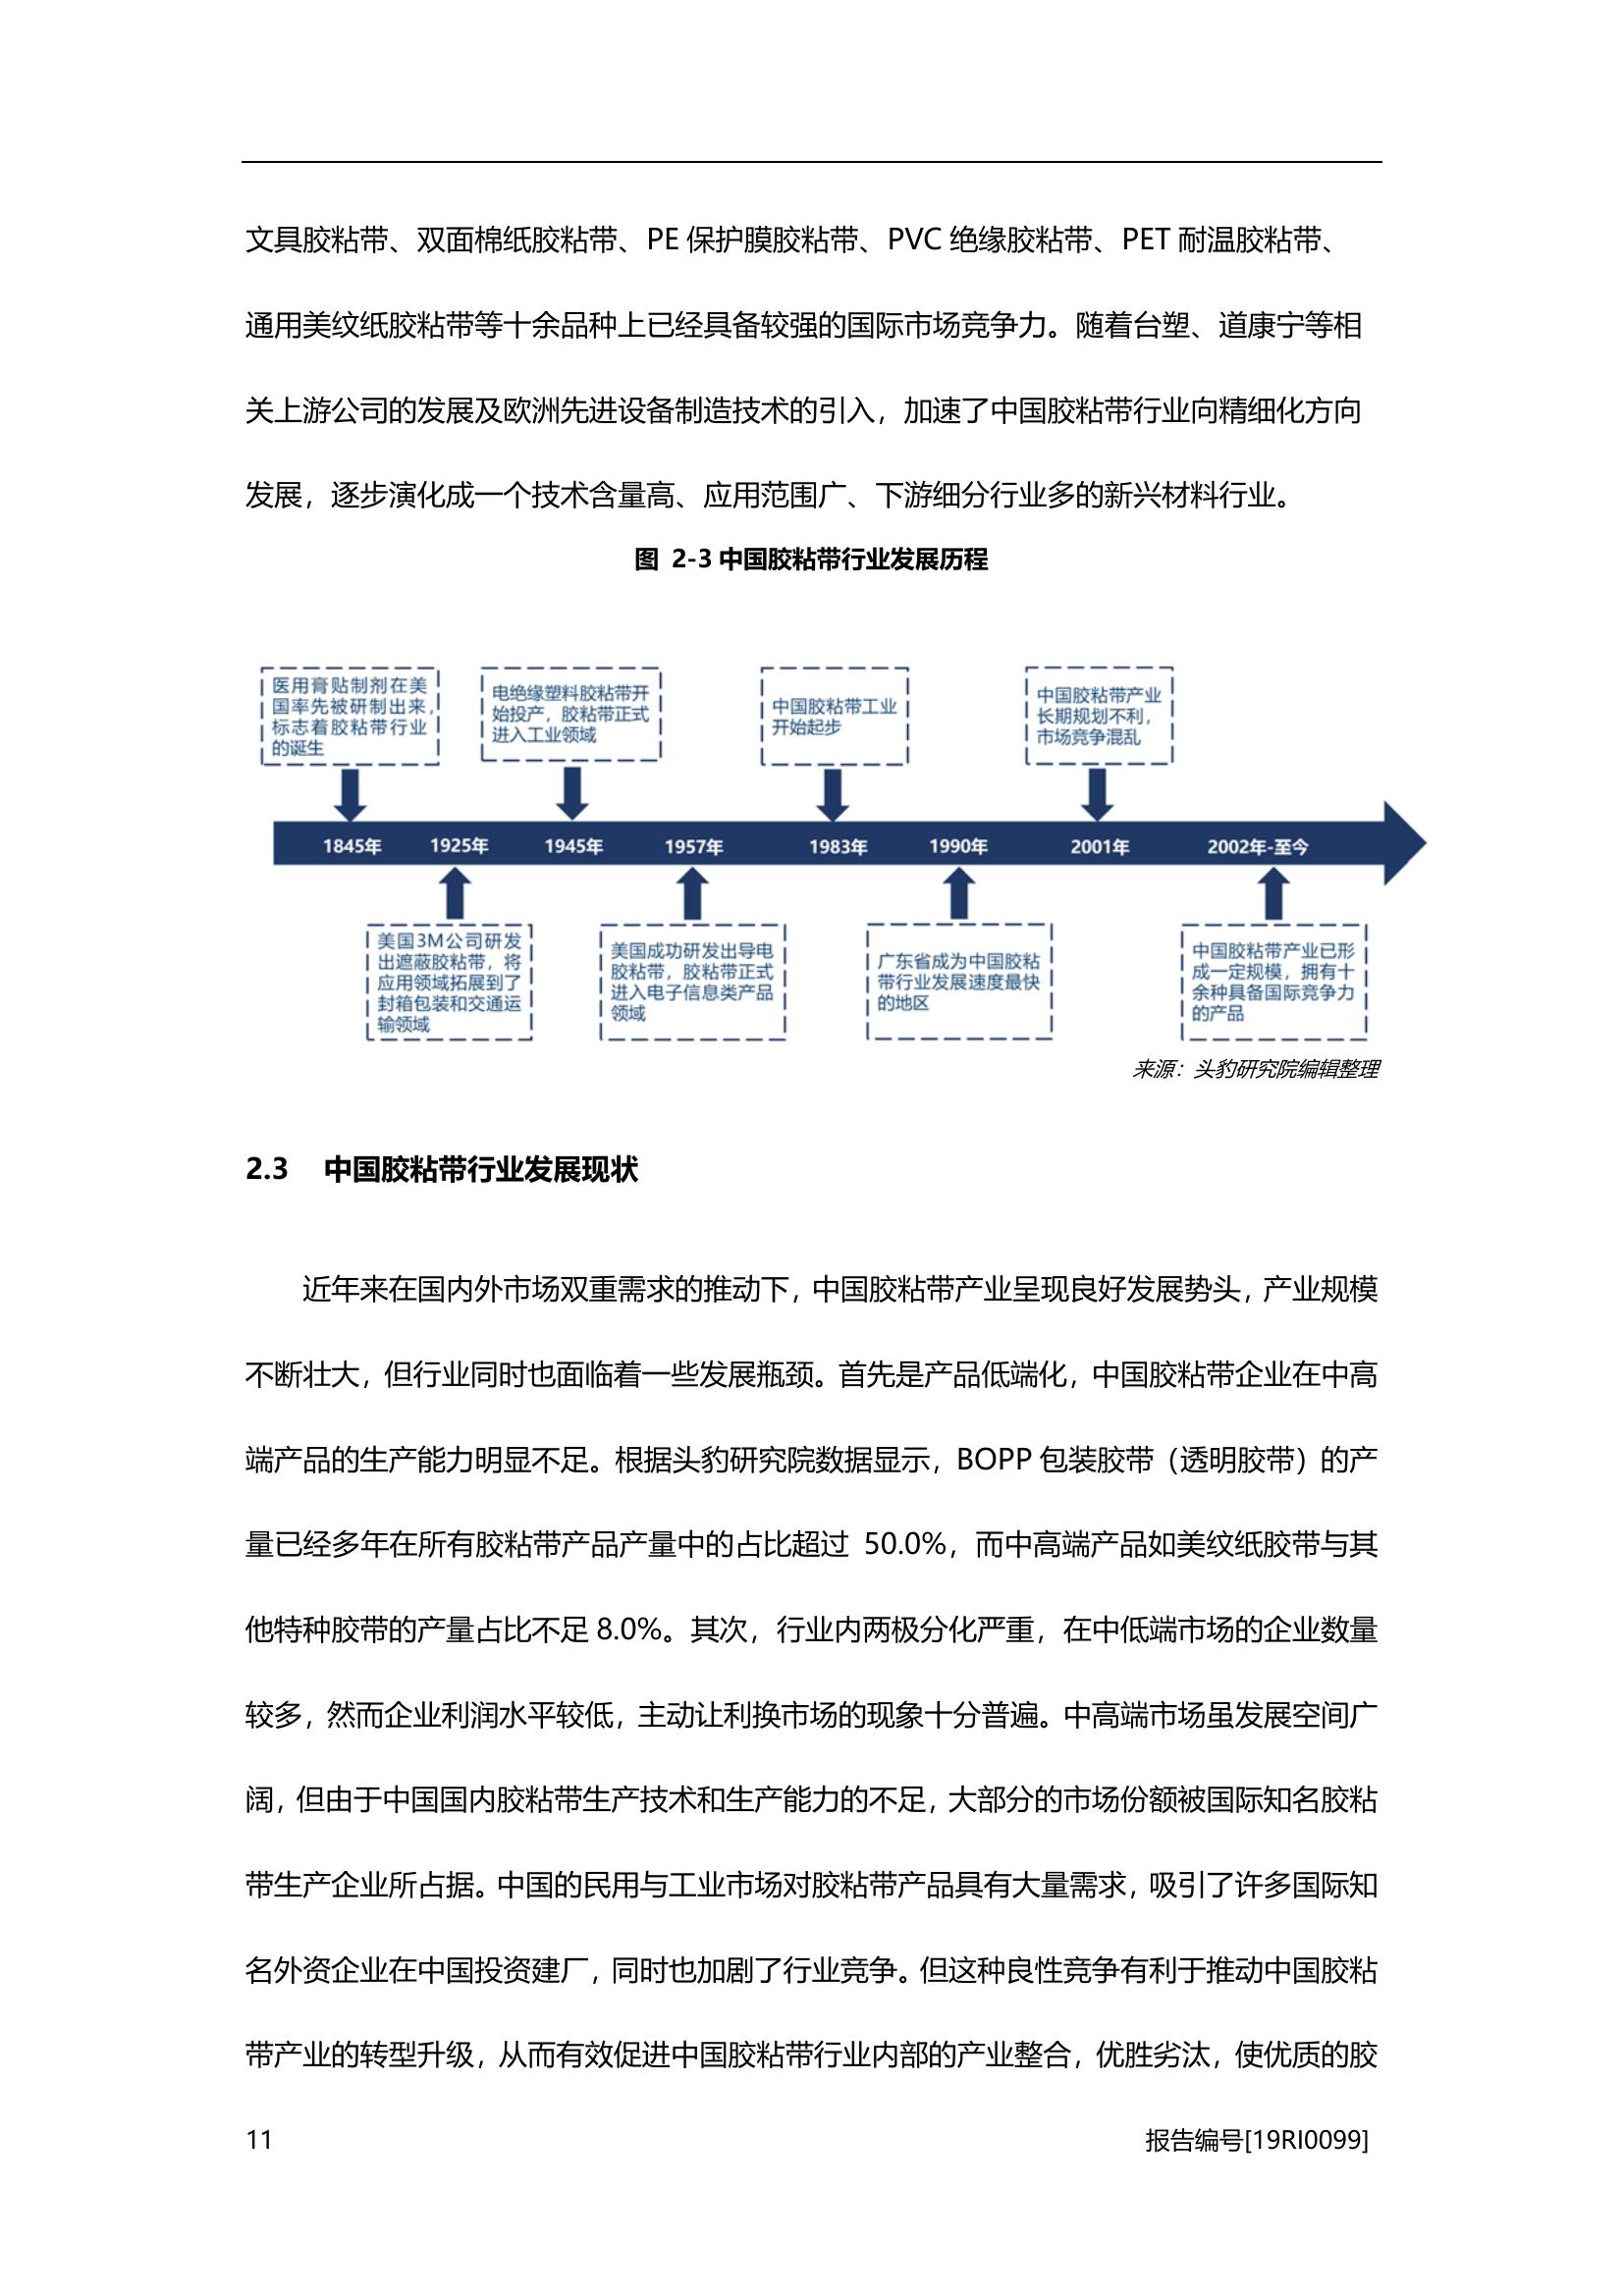 文具胶粘带、双面棉纸胶粘带、PE 保护膜胶粘带、PVC 绝缘胶粘带、PET 耐温胶粘带、
通用美纹纸胶粘带等十余品种上已经具备较强的国际市场竞争力。随着台塑、道康宁等相
关上游公司的发展及欧洲先进设备制造技术的引入，加速了中国胶粘带行业向精细化方向
发展，逐步演化成一个技术含量高、应用范围广、下游细分行业多的新兴材料行业。
图 2-3 中国胶粘带行业发展历程
医用膏贴制剂在美
国率先被研制出来，
标志着胶粘带行业
的诞生
电绝缘塑料胶粘带开
始投产，胶粘带正式
进入工业领域
中国胶粘带工业
开始起步
中国胶粘带产业
长期规划不利，
市场竞争混乱
1845年 1925年 1945年 1957年 1983年 1990年 2001年 2002年-至今
美国3M公司研发
出遮蔽胶粘带，将
应用领域拓展到了
封箱包装和交通运
输领域
美国成功研发出导电
胶粘带，胶粘带正式
进入电子信息类产品
领域
广东省成为中国胶粘
带行业发展速度最快
的地区
中国胶粘带产业已形
成一定规模，拥有十
余种具备国际竞争力
的产品
来源：头豹研究院编辑整理
2.3 中国胶粘带行业发展现状
近年来在国内外市场双重需求的推动下，中国胶粘带产业呈现良好发展势头，产业规模
不断壮大，但行业同时也面临着一些发展瓶颈。首先是产品低端化，中国胶粘带企业在中高
端产品的生产能力明显不足。根据头豹研究院数据显示，BOPP 包装胶带（透明胶带）的产
量已经多年在所有胶粘带产品产量中的占比超过 50.0%，而中高端产品如美纹纸胶带与其
他特种胶带的产量占比不足 8.0%。其次，行业内两极分化严重，在中低端市场的企业数量
较多，然而企业利润水平较低，主动让利换市场的现象十分普遍。中高端市场虽发展空间广
阔，但由于中国国内胶粘带生产技术和生产能力的不足，大部分的市场份额被国际知名胶粘
带生产企业所占据。中国的民用与工业市场对胶粘带产品具有大量需求，吸引了许多国际知
名外资企业在中国投资建厂，同时也加剧了行业竞争。但这种良性竞争有利于推动中国胶粘
带产业的转型升级，从而有效促进中国胶粘带行业内部的产业整合，优胜劣汰，使优质的胶
11 报告编号[19RI0099]